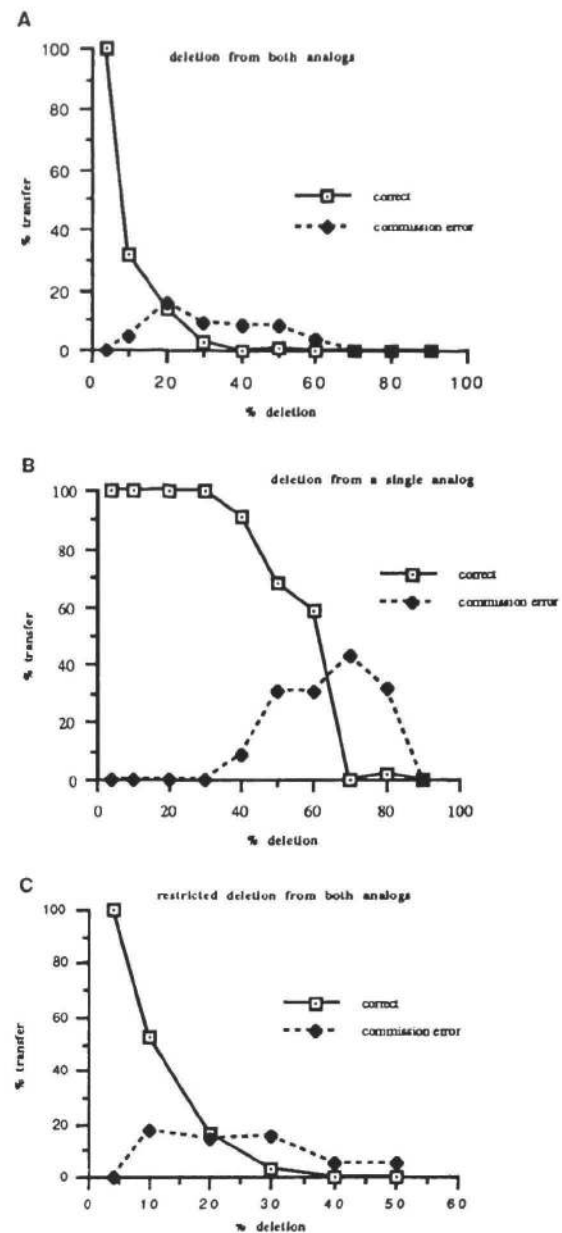 A
deletion from both analogs
100
80
60
40
20
0
% transfer
correct
commission error
0 20 40 60 80 100
% deletion
B
deletion from a single analog
100
80
60
40
20
0
% transfer
correct
commission error
0 20 40 60 80 100
% deletion
C
restricted deletion from both analogs
100
80
60
40
20
0
% transfer
correct
commission error
0 10 20 30 40 50 60
% deletion